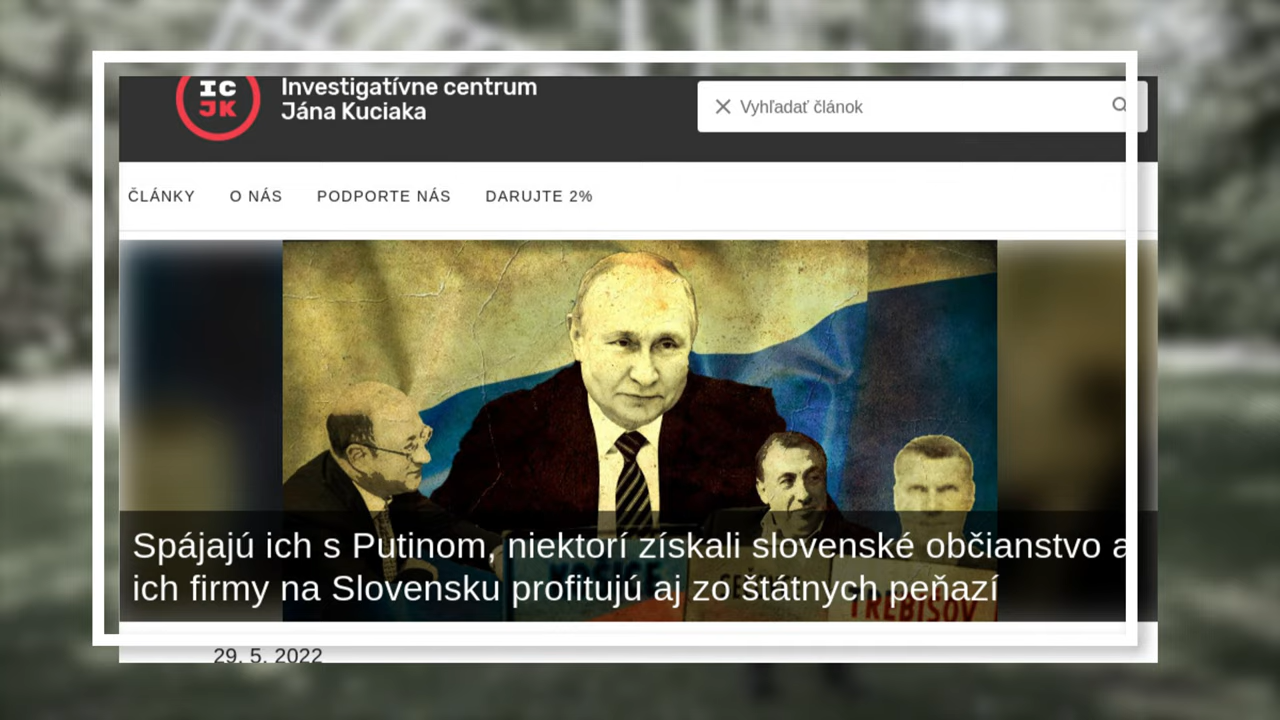 IC
JK
Investigatívne centrum
Jána Kuciaka
Vyhľadať článok
ČLÁNKY O NÁS PODPORTE NÁS DARUJTE 2%
Spájajú ich s Putinom, niektorí získali slovenské občianstvo a
ich firmy na Slovensku profitujú aj zo štátnych peňazí
KOŠICE
TREBIŠOV
29. 5. 2022